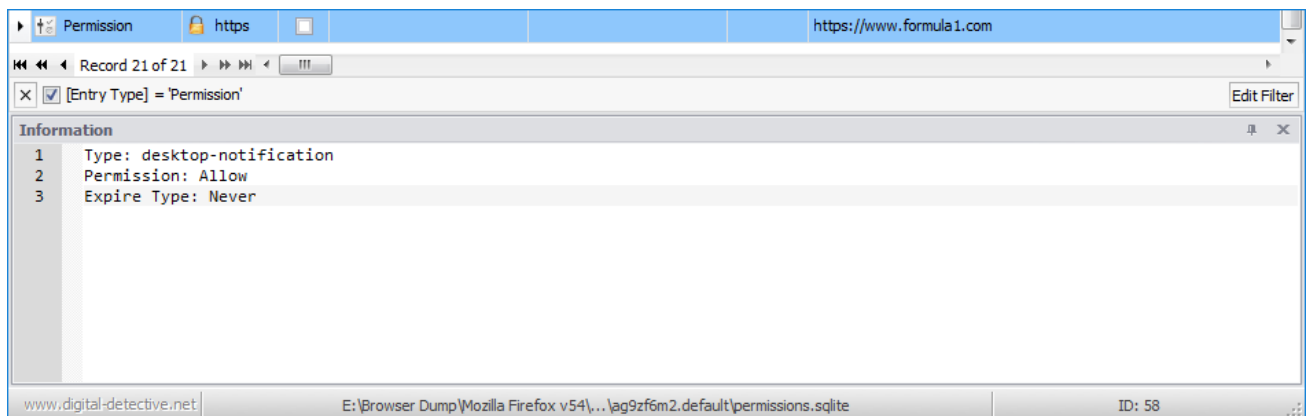 Permission https https://www.formula1.com
Record 21 of 21
[Entry Type] = 'Permission' Edit Filter
Information
1 Type: desktop-notification
2 Permission: Allow
3 Expire Type: Never
www.digital-detective.net E:\Browser Dump\Mozilla Firefox v54\...\ag9zf6m2.default\permissions.sqlite ID: 58